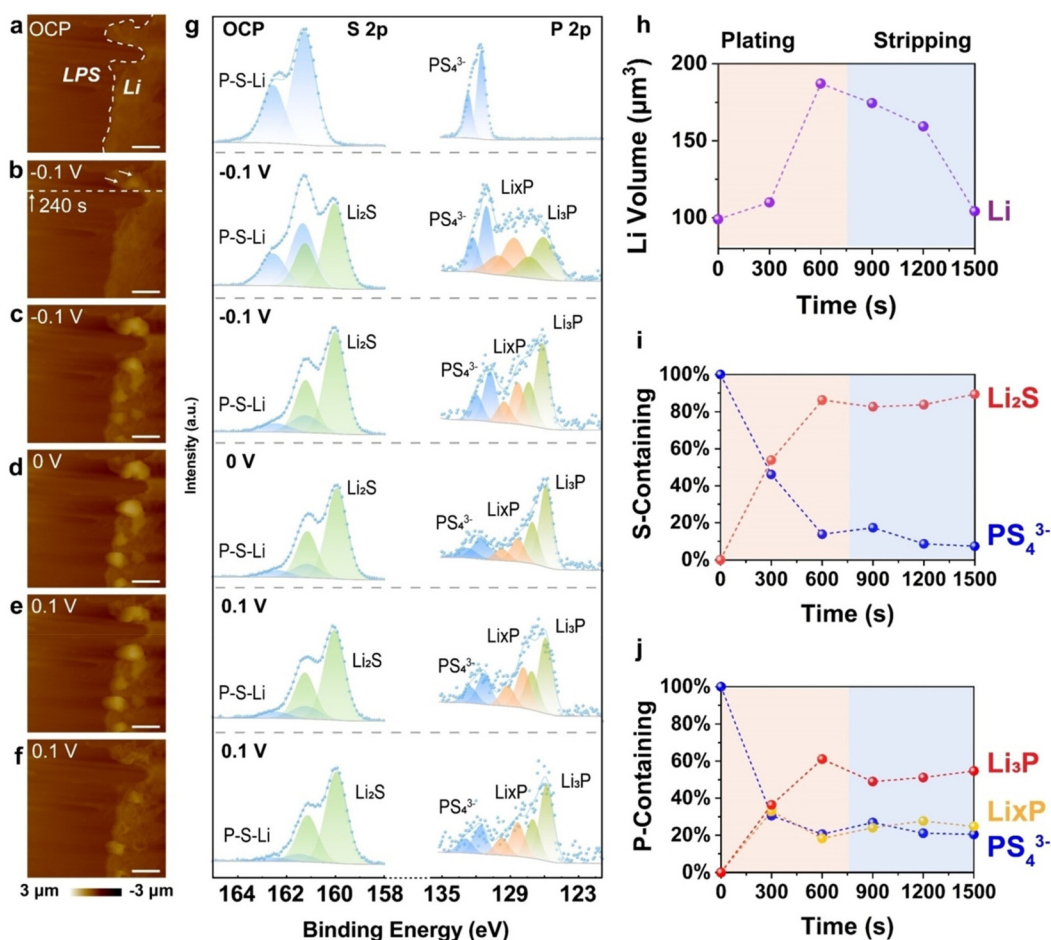 a
OCP
LPS
Li
b
-0.1 V
240 s
c
-0.1 V
d
0 V
e
0.1 V
f
0.1 V
3 µm
-3 µm
g
OCP
S 2p
P 2p
P-S-Li
PS₄³⁻
-0.1 V
P-S-Li
Li₂S
PS₄³⁻
LixP
Li₃P
-0.1 V
P-S-Li
Li₂S
PS₄³⁻
LixP
Li₃P
0 V
P-S-Li
Li₂S
PS₄³⁻
LixP
Li₃P
0.1 V
P-S-Li
Li₂S
PS₄³⁻
LixP
Li₃P
0.1 V
P-S-Li
Li₂S
PS₄³⁻
LixP
Li₃P
Intensity (a.u.)
164 162 160 158 135 129 123
Binding Energy (eV)
h
Plating
Stripping
200
150
100
Li Volume (µm³)
Li
0 300 600 900 1200 1500
Time (s)
i
100%
80%
60%
40%
20%
0%
S-Containing
Li₂S
PS₄³⁻
0 300 600 900 1200 1500
Time (s)
j
100%
80%
60%
40%
20%
0%
P-Containing
Li₃P
LixP
PS₄³⁻
0 300 600 900 1200 1500
Time (s)